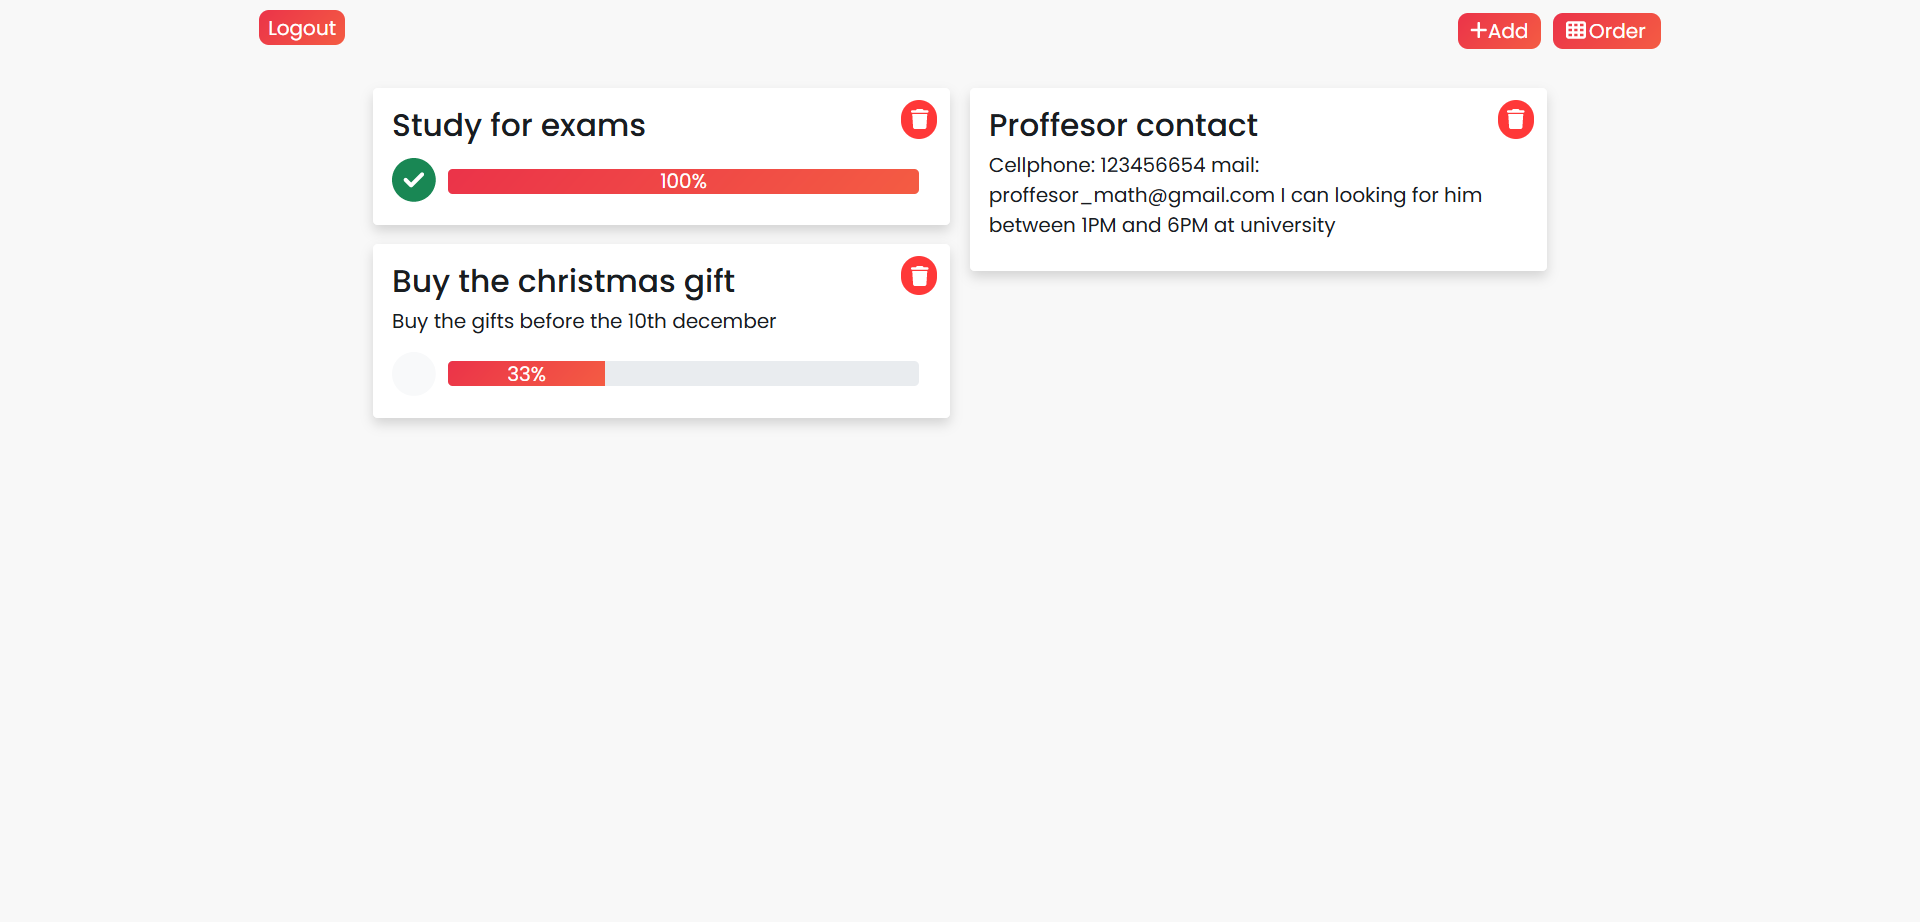 Logout
Add
Order
Study for exams
100%
Buy the christmas gift
Buy the gifts before the 10th december
33%
Proffesor contact
Cellphone: 123456654 mail:
proffesor_math@gmail.com I can looking for him
between 1PM and 6PM at university